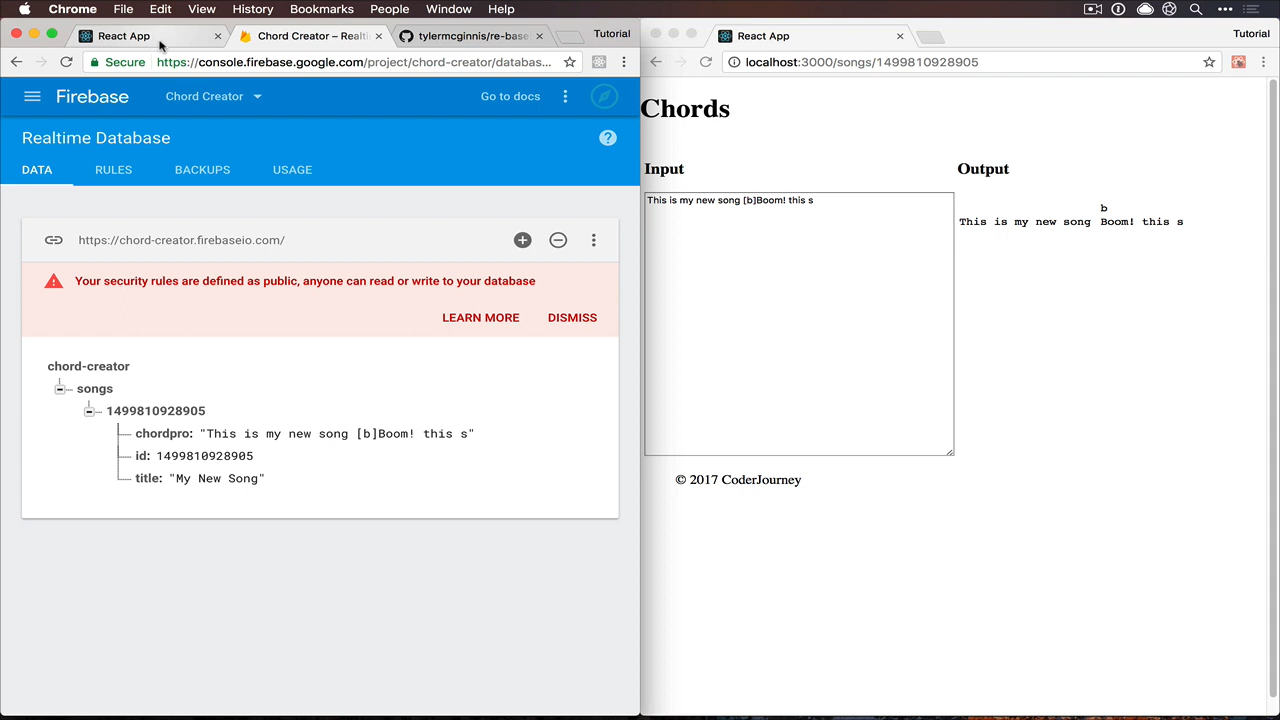 Chrome File Edit View History Bookmarks People Window Help
React App
Chord Creator – Realti
tylermcginnis/re-base
Tutorial
Secure https://console.firebase.google.com/project/chord-creator/databas...
Firebase
Chord Creator
Go to docs
Realtime Database
DATA RULES BACKUPS USAGE
https://chord-creator.firebaseio.com/
Your security rules are defined as public, anyone can read or write to your database
LEARN MORE DISMISS
chord-creator
songs
1499810928905
chordpro: "This is my new song [b]Boom! this s"
id: 1499810928905
title: "My New Song"
React App
Tutorial
localhost:3000/songs/1499810928905
Chords
Input
This is my new song [b]Boom! this s
Output
b
This is my new song Boom! this s
© 2017 CoderJourney